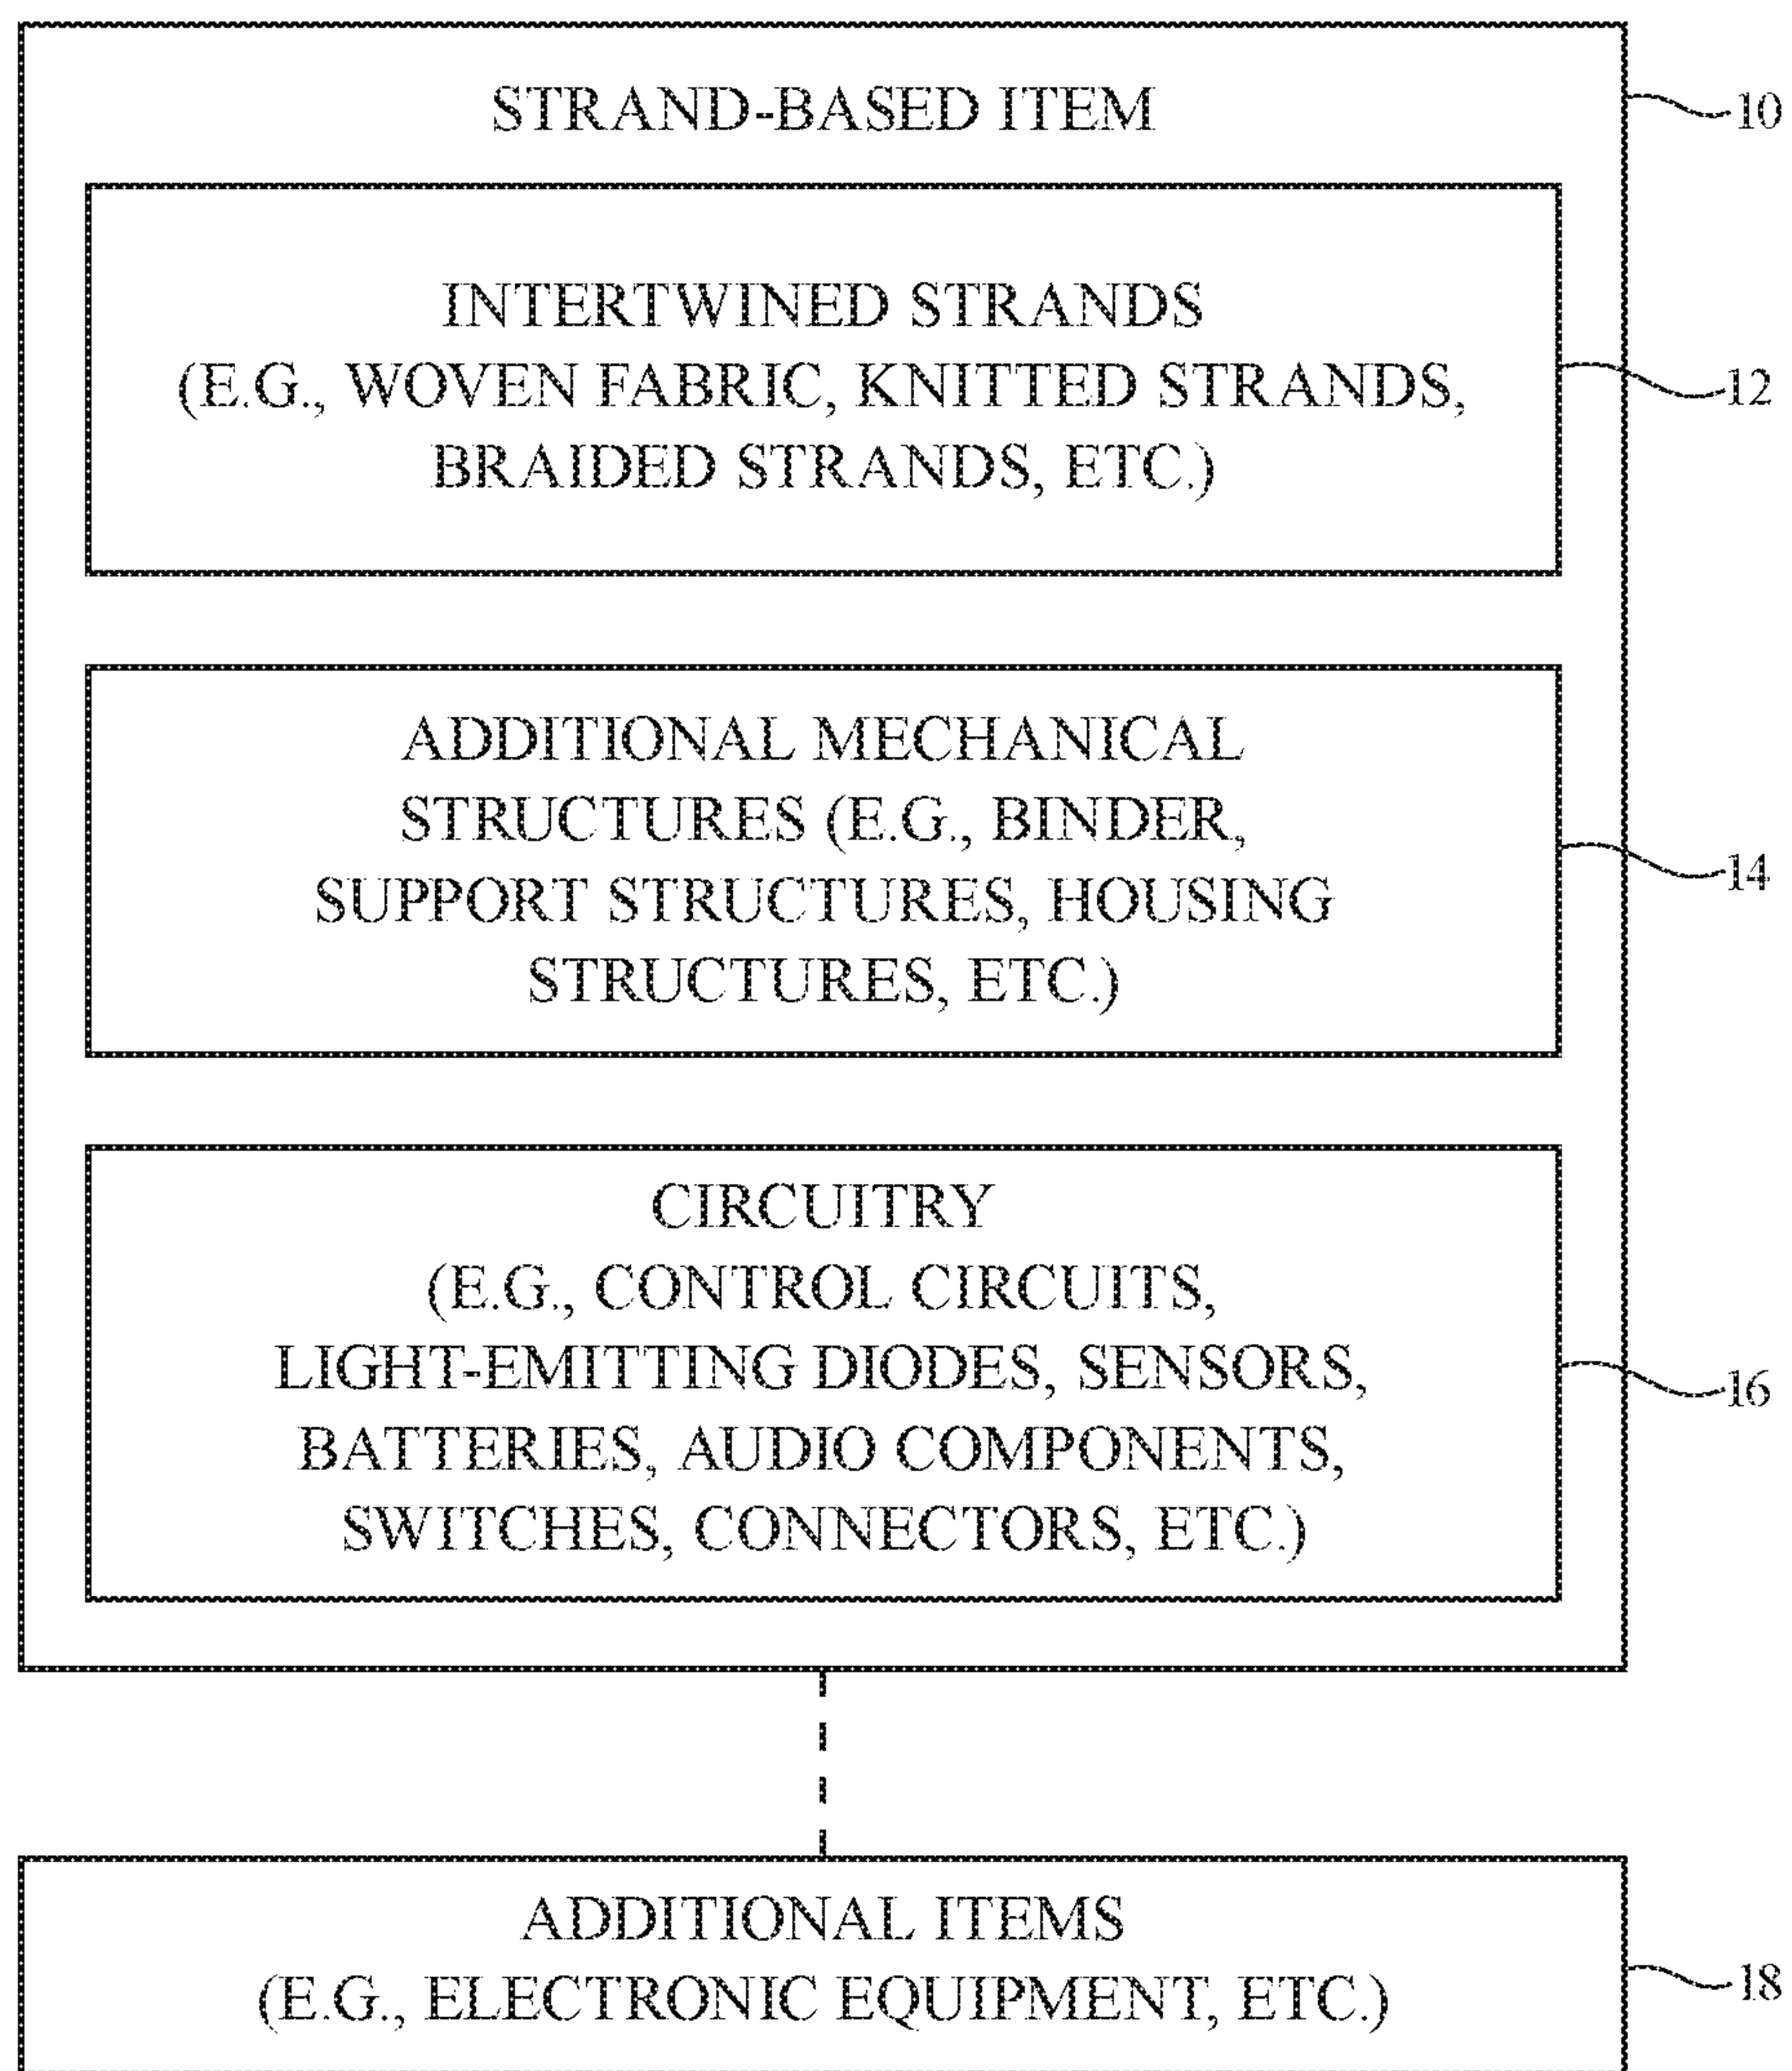 STRAND-BASED ITEM
10
INTERTWINED STRANDS
(E.G., WOVEN FABRIC, KNITTED STRANDS,
BRAIDED STRANDS, ETC.)
12
ADDITIONAL MECHANICAL
STRUCTURES (E.G., BINDER,
SUPPORT STRUCTURES, HOUSING
STRUCTURES, ETC.)
14
CIRCUITRY
(E.G., CONTROL CIRCUITS,
LIGHT-EMITTING DIODES, SENSORS,
BATTERIES, AUDIO COMPONENTS,
SWITCHES, CONNECTORS, ETC.)
16
ADDITIONAL ITEMS
(E.G., ELECTRONIC EQUIPMENT, ETC.)
18